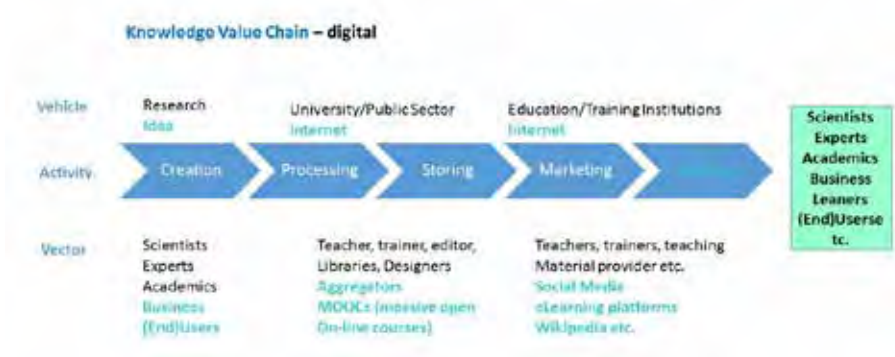 Knowledge Value Chain – digital
Vehicle
Research
Idea
University/Public Sector
Internet
Education/Training Institutions
Internet
Activity
Creation
Processing
Storing
Marketing
Vector
Scientists
Experts
Academics
Business
(End)Users
Teacher, trainer, editor,
Libraries, Designers
Aggregators
MOOCs (massive open
On-line courses)
Teachers, trainers, teaching
Material provider etc.
Social Media
eLearning platforms
Wikipedia etc.
Scientists
Experts
Academics
Business
Leaners
(End)Userse
tc.